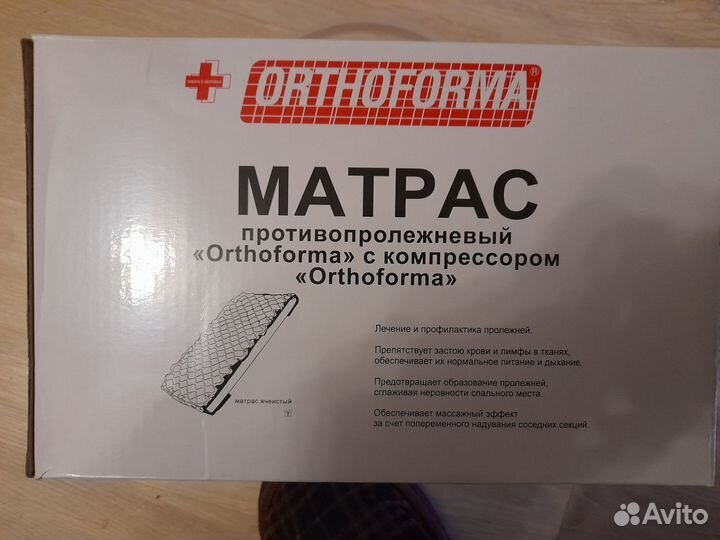 ORTHOFORMA®
МАТРАС
противопролежневый
«Orthoforma» с компрессором
«Orthoforma»
Лечение и профилактика пролежней.
Препятствует застою крови и лимфы в тканях,
обеспечивает их нормальное питание и дыхание.
Предотвращает образование пролежней,
сглаживая неровности спального места.
Обеспечивает массажный эффект
за счет попеременного надувания соседних секций.
матрас ячеистый
Avito